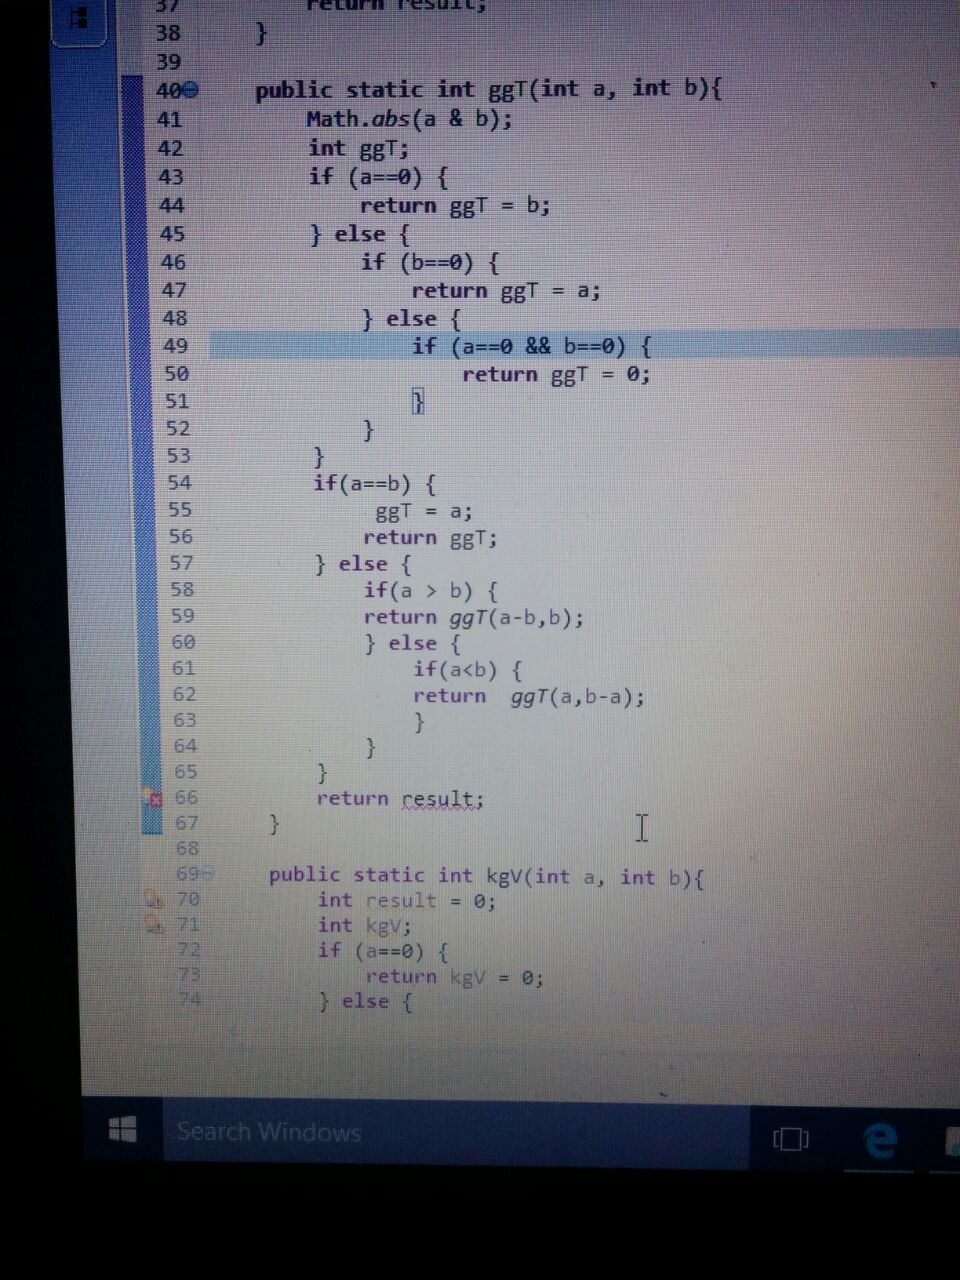 37 return result;
38 }
39
40 public static int ggT(int a, int b){
41 Math.abs(a & b);
42 int ggT;
43 if (a==0) {
44 return ggT = b;
45 } else {
46 if (b==0) {
47 return ggT = a;
48 } else {
49 if (a==0 && b==0) {
50 return ggT = 0;
51 }
52 }
53 }
54 if(a==b) {
55 ggT = a;
56 return ggT;
57 } else {
58 if(a > b) {
59 return ggT(a-b,b);
60 } else {
61 if(a<b) {
62 return ggT(a,b-a);
63 }
64 }
65 }
66 return result;
67 }
68
69 public static int kgV(int a, int b){
70 int result = 0;
71 int kgV;
72 if (a==0) {
73 return kgV = 0;
74 } else {
Search Windows